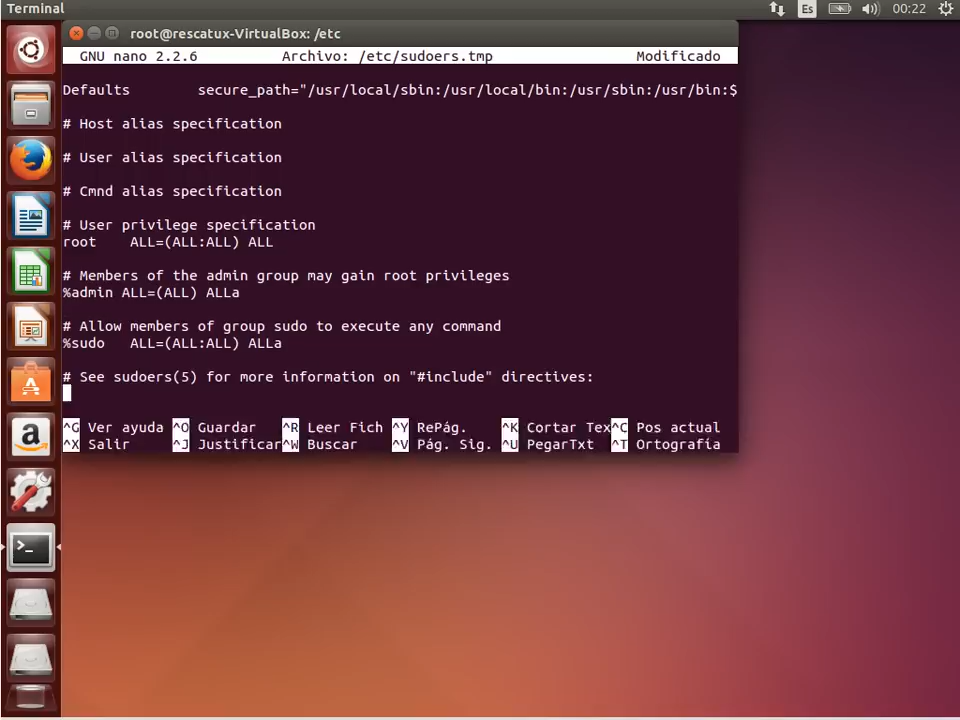 Terminal
Es
00:22
root@rescatux-VirtualBox: /etc
GNU nano 2.2.6 Archivo: /etc/sudoers.tmp Modificado
Defaults secure_path="/usr/local/sbin:/usr/local/bin:/usr/sbin:/usr/bin:$
# Host alias specification
# User alias specification
# Cmnd alias specification
# User privilege specification
root ALL=(ALL:ALL) ALL
# Members of the admin group may gain root privileges
%admin ALL=(ALL) ALLa
# Allow members of group sudo to execute any command
%sudo ALL=(ALL:ALL) ALLa
# See sudoers(5) for more information on "#include" directives:
^G Ver ayuda ^O Guardar ^R Leer Fich ^Y RePág. ^K Cortar Tex^C Pos actual
^X Salir ^J Justificar^W Buscar ^V Pág. Sig. ^U PegarTxt ^T Ortografía